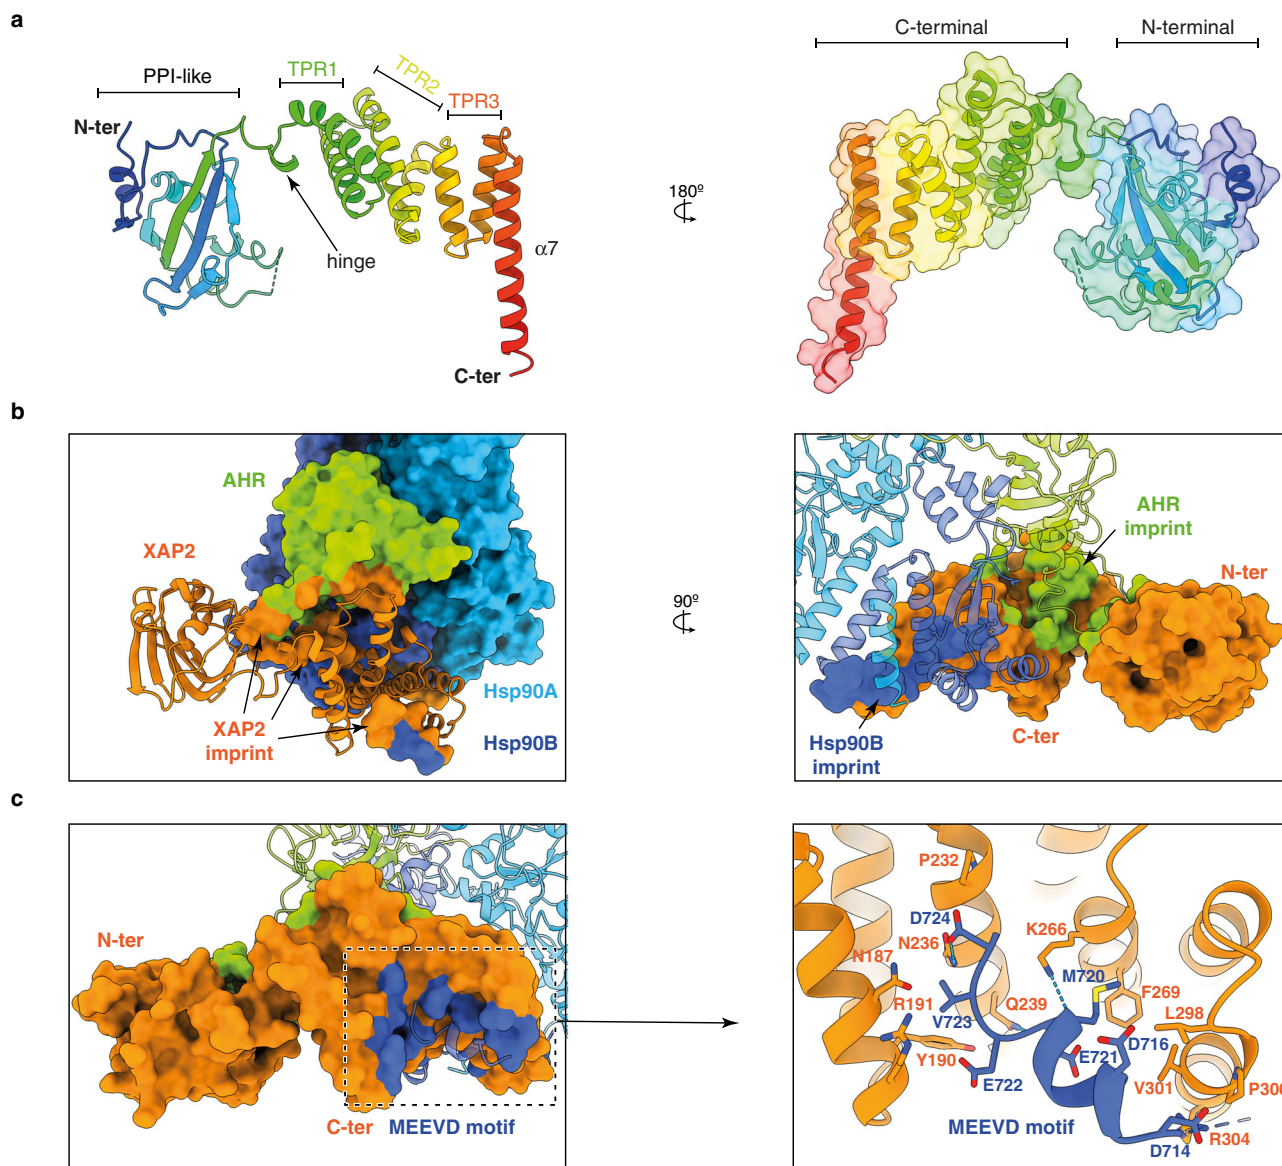 a
C-terminal
N-terminal
PPI-like
TPR1
TPR2
TPR3
N-ter
180º
hinge
α7
C-ter
b
AHR
XAP2
Hsp90A
XAP2
imprint
Hsp90B
90º
AHR
imprint
N-ter
Hsp90B
imprint
C-ter
c
N-ter
C-ter
MEEVD motif
P232
D724
K266
N236
N187
M720
R191
Q239
F269
V723
L298
D716
E721
Y190
E722
V301
P300
MEEVD motif
R304
D714